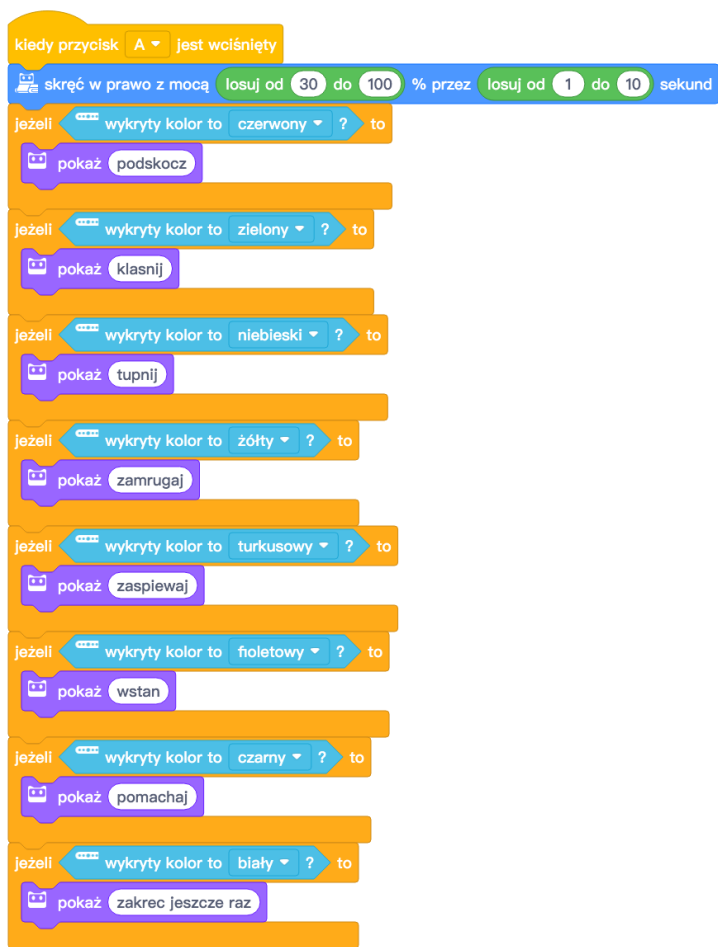 kiedy przycisk A jest wciśnięty
skręć w prawo z mocą losuj od 30 do 100 % przez losuj od 1 do 10 sekund
jeżeli wykryty kolor to czerwony ? to
pokaż podskocz
jeżeli wykryty kolor to zielony ? to
pokaż klasnij
jeżeli wykryty kolor to niebieski ? to
pokaż tupnij
jeżeli wykryty kolor to żółty ? to
pokaż zamrugaj
jeżeli wykryty kolor to turkusowy ? to
pokaż zaspiewaj
jeżeli wykryty kolor to fioletowy ? to
pokaż wstan
jeżeli wykryty kolor to czarny ? to
pokaż pomachaj
jeżeli wykryty kolor to biały ? to
pokaż zakrec jeszcze raz